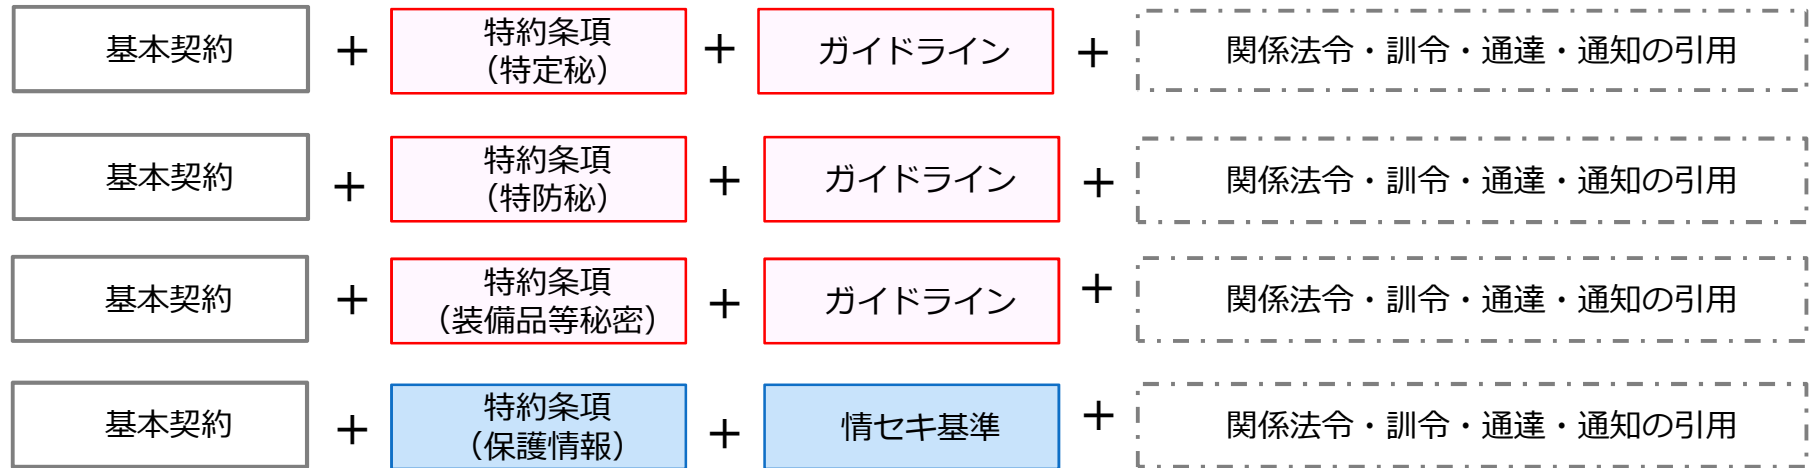 基本契約
＋
特約条項
（特定秘）
＋
ガイドライン
＋
関係法令・訓令・通達・通知の引用
基本契約
＋
特約条項
（特防秘）
＋
ガイドライン
＋
関係法令・訓令・通達・通知の引用
基本契約
＋
特約条項
（装備品等秘密）
＋
ガイドライン
＋
関係法令・訓令・通達・通知の引用
基本契約
＋
特約条項
（保護情報）
＋
情セキ基準
＋
関係法令・訓令・通達・通知の引用